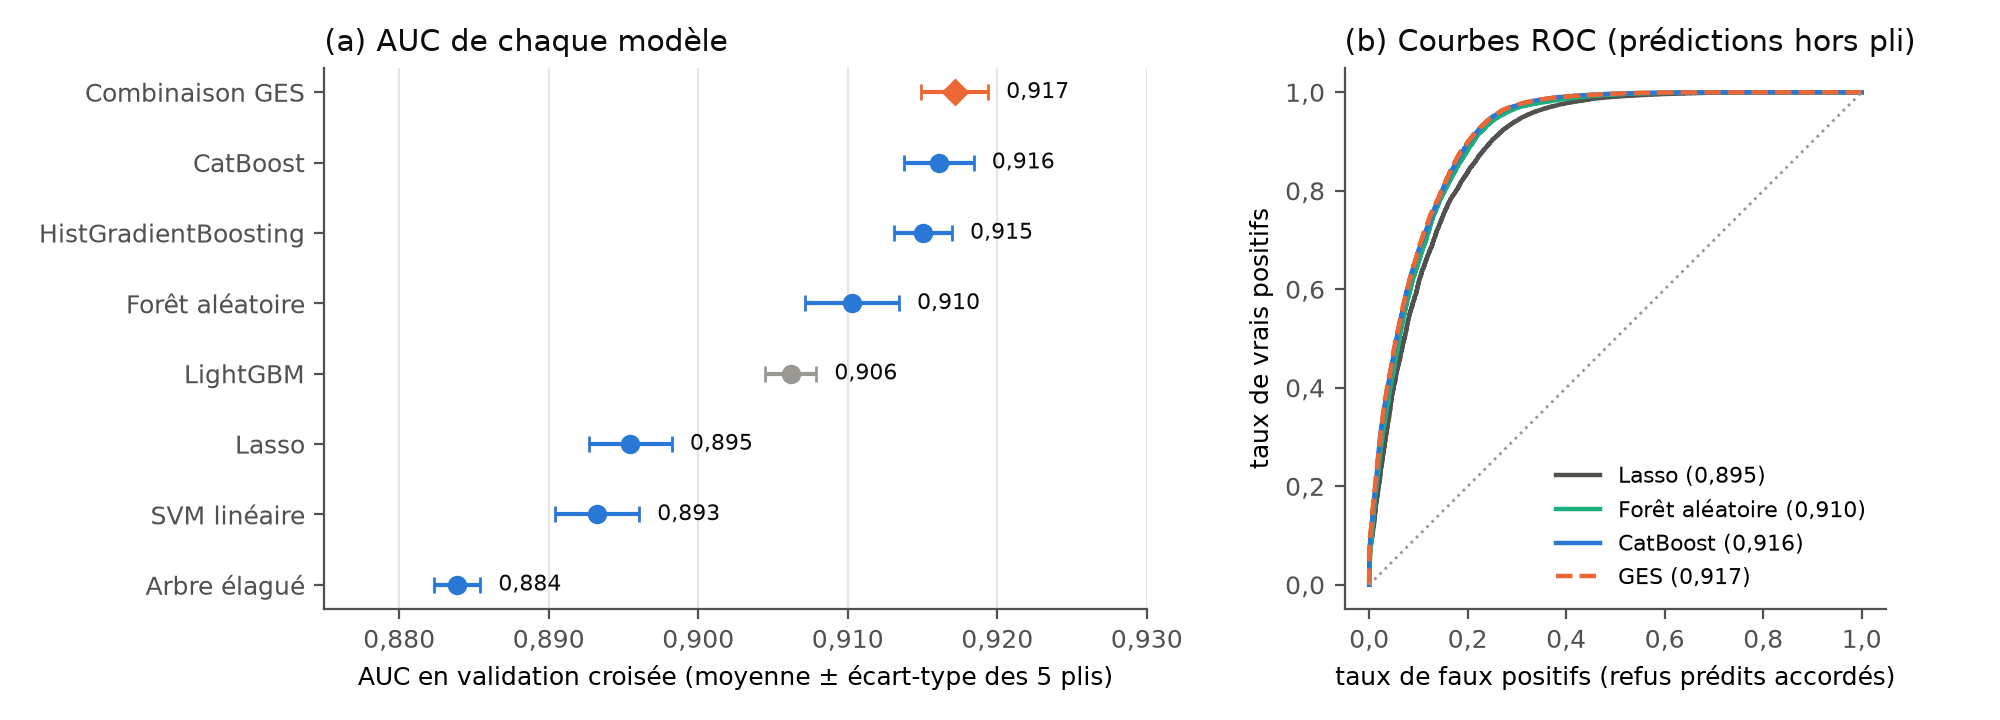 (a) AUC de chaque modèle
Combinaison GES
0,917
CatBoost
0,916
HistGradientBoosting
0,915
Forêt aléatoire
0,910
LightGBM
0,906
Lasso
0,895
SVM linéaire
0,893
Arbre élagué
0,884
0,880 0,890 0,900 0,910 0,920 0,930
AUC en validation croisée (moyenne ± écart-type des 5 plis)
(b) Courbes ROC (prédictions hors pli)
taux de vrais positifs
1,0
0,8
0,6
0,4
0,2
0,0
Lasso (0,895)
Forêt aléatoire (0,910)
CatBoost (0,916)
GES (0,917)
0,0 0,2 0,4 0,6 0,8 1,0
taux de faux positifs (refus prédits accordés)